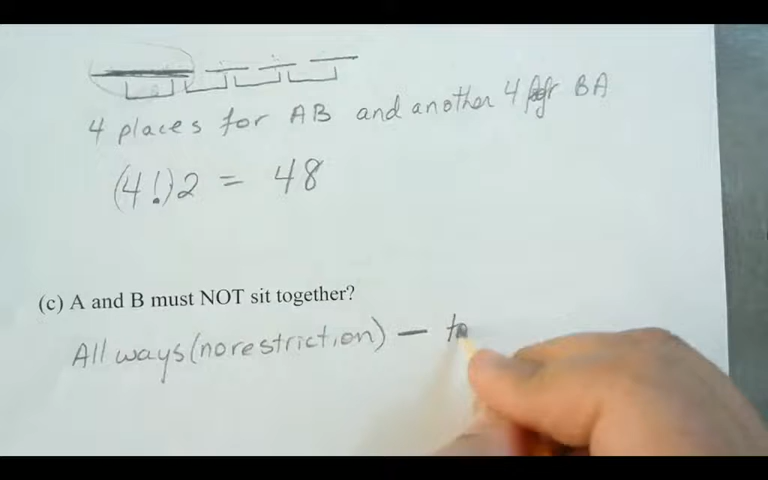 4 places for AB and another 4 for BA
(4!)2 = 48
(c) A and B must NOT sit together?
All ways (no restriction) — to